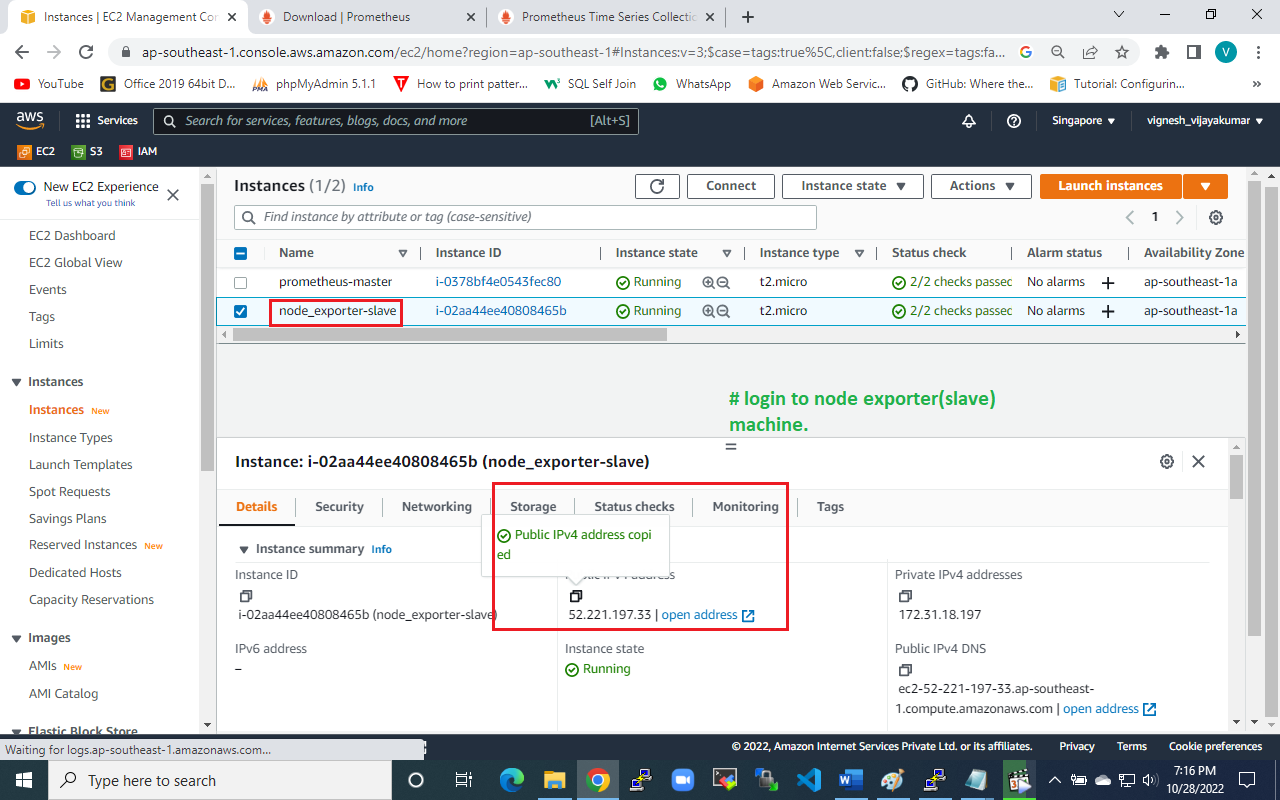 Instances | EC2 Management Con
Download | Prometheus
Prometheus Time Series Collectio
ap-southeast-1.console.aws.amazon.com/ec2/home?region=ap-southeast-1#Instances:v=3;$case=tags:true%5C,client:false;$regex=tags:fa...
V
YouTube
Office 2019 64bit D...
phpMyAdmin 5.1.1
How to print patter...
SQL Self Join
WhatsApp
Amazon Web Servic...
GitHub: Where the...
Tutorial: Configurin...
»
aws
Services
Search for services, features, blogs, docs, and more
[Alt+S]
Singapore
vignesh_vijayakumar
EC2
S3
IAM
New EC2 Experience
Tell us what you think
EC2 Dashboard
EC2 Global View
Events
Tags
Limits
Instances
Instances New
Instance Types
Launch Templates
Spot Requests
Savings Plans
Reserved Instances New
Dedicated Hosts
Capacity Reservations
Images
AMIs New
AMI Catalog
Elastic Block Store
Instances (1/2) Info
Connect
Instance state
Actions
Launch instances
Find instance by attribute or tag (case-sensitive)
1
Name Instance ID Instance state Instance type Status check Alarm status Availability Zone
prometheus-master i-0378bf4e0543fec80 Running t2.micro 2/2 checks passed No alarms + ap-southeast-1a
node_exporter-slave i-02aa44ee40808465b Running t2.micro 2/2 checks passed No alarms + ap-southeast-1a
# login to node exporter(slave)
machine.
Instance: i-02aa44ee40808465b (node_exporter-slave)
Details Security Networking Storage Status checks Monitoring Tags
Public IPv4 address copi
ed
Instance summary Info
Instance ID
i-02aa44ee40808465b (node_exporter-slave)
Public IPv4 address
52.221.197.33 | open address
Private IPv4 addresses
172.31.18.197
IPv6 address
–
Instance state
Running
Public IPv4 DNS
ec2-52-221-197-33.ap-southeast-
1.compute.amazonaws.com | open address
Waiting for logs.ap-southeast-1.amazonaws.com...
© 2022, Amazon Internet Services Private Ltd. or its affiliates.
Privacy
Terms
Cookie preferences
Type here to search
7:16 PM
10/28/2022